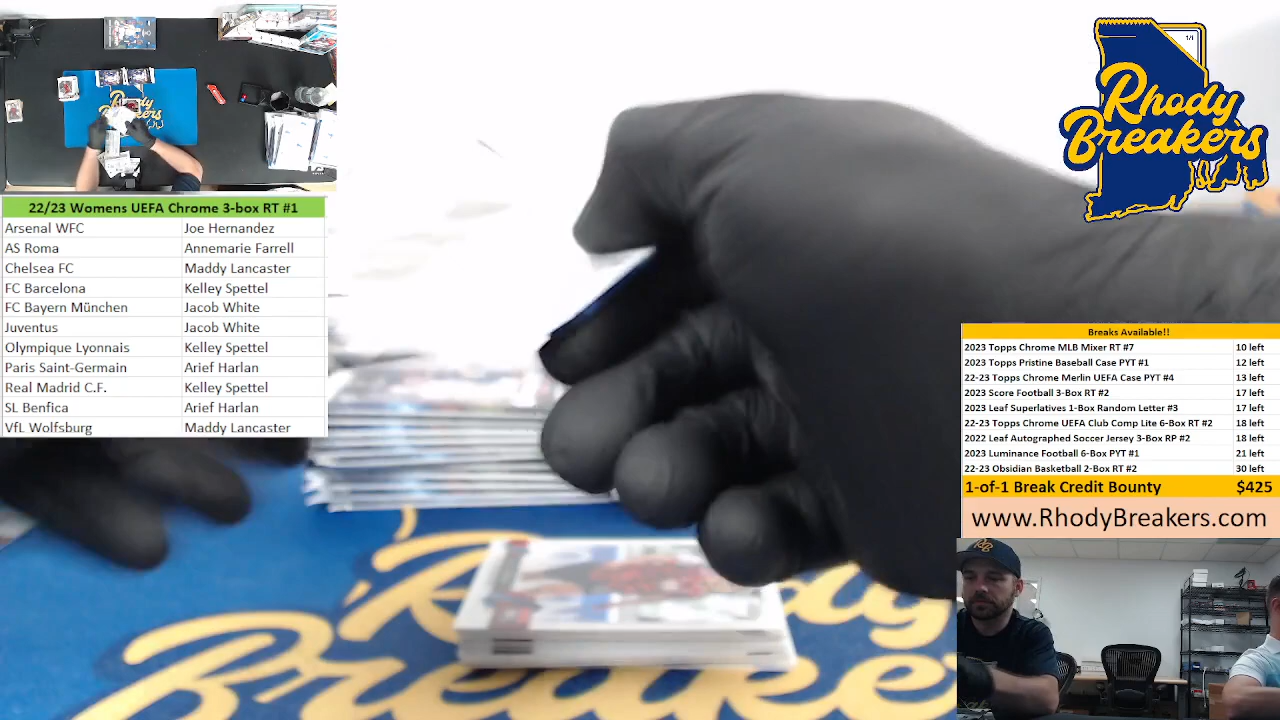 Rhody
Breakers
22/23 Womens UEFA Chrome 3-box RT #1
Arsenal WFC Joe Hernandez
AS Roma Annemarie Farrell
Chelsea FC Maddy Lancaster
FC Barcelona Kelley Spettel
FC Bayern München Jacob White
Juventus Jacob White
Olympique Lyonnais Kelley Spettel
Paris Saint-Germain Arief Harlan
Real Madrid C.F. Kelley Spettel
SL Benfica Arief Harlan
VfL Wolfsburg Maddy Lancaster
1/1
Rhody
Breakers
Breaks Available!!
2023 Topps Chrome MLB Mixer RT #7 10 left
2023 Topps Pristine Baseball Case PYT #1 12 left
22-23 Topps Chrome Merlin UEFA Case PYT #4 13 left
2023 Score Football 3-Box RT #2 17 left
2023 Leaf Superlatives 1-Box Random Letter #3 17 left
22-23 Topps Chrome UEFA Club Comp Lite 6-Box RT #2 18 left
2022 Leaf Autographed Soccer Jersey 3-Box RP #2 18 left
2023 Luminance Football 6-Box PYT #1 21 left
22-23 Obsidian Basketball 2-Box RT #2 30 left
1-of-1 Break Credit Bounty $425
www.RhodyBreakers.com
RB
Rhody
Breakers